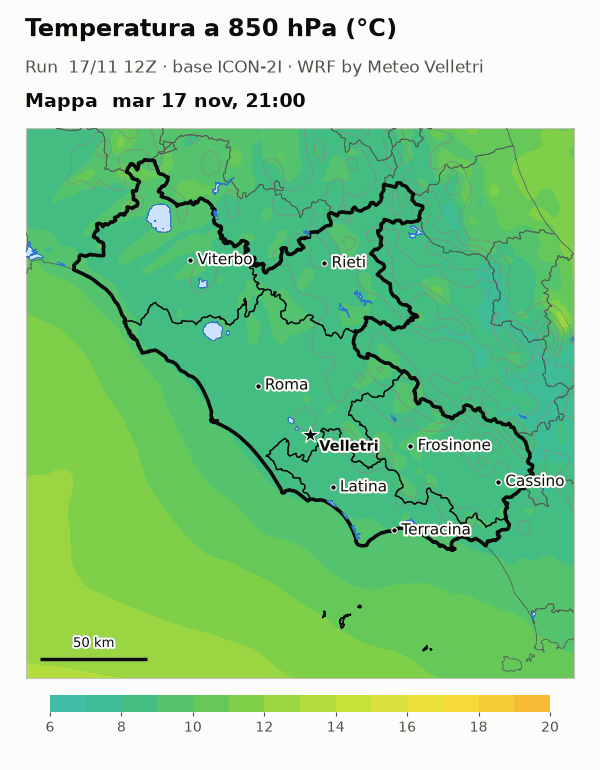 Temperatura a 850 hPa (°C)
Run  17/11 12Z · base ICON-2I · WRF by Meteo Velletri
Mappa  mar 17 nov, 21:00
Viterbo
Rieti
Roma
Velletri
Frosinone
Cassino
Latina
Terracina
50 km
6 8 10 12 14 16 18 20